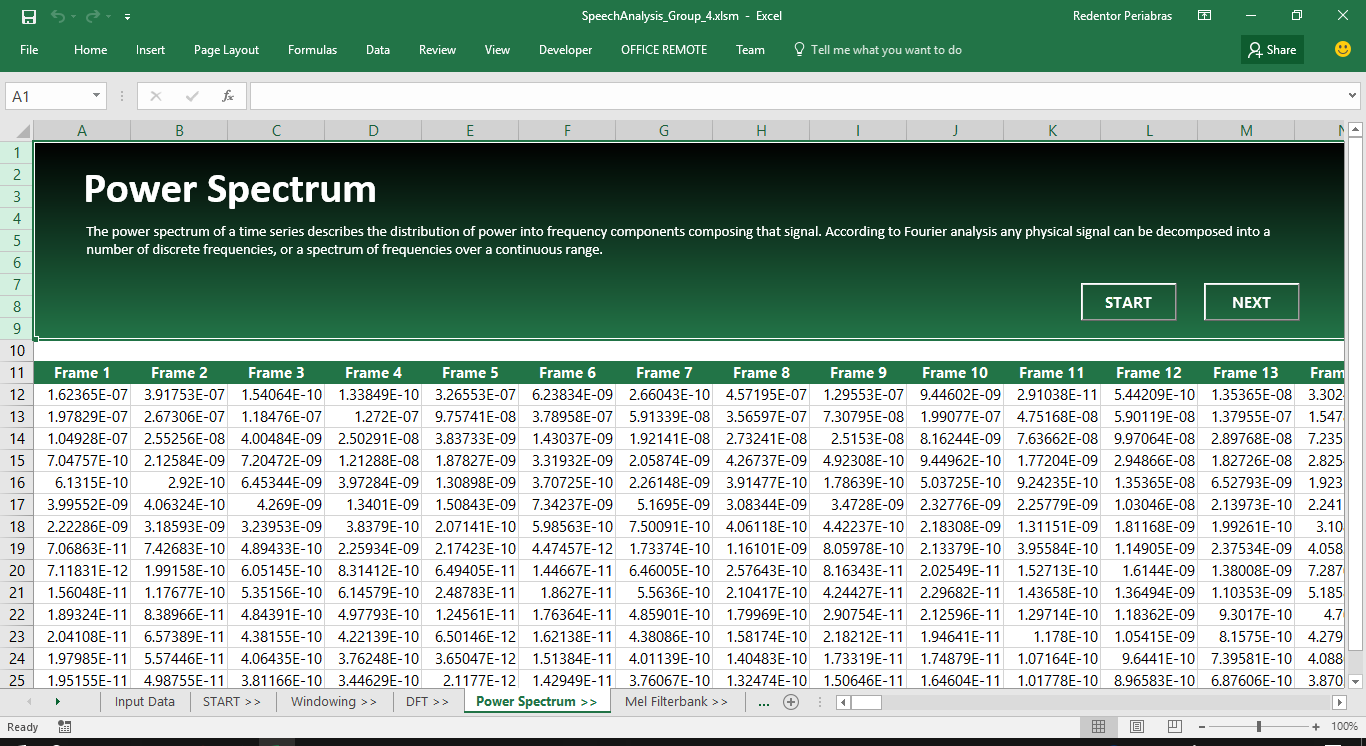 SpeechAnalysis_Group_4.xlsm - Excel
Redentor Periabras
File Home Insert Page Layout Formulas Data Review View Developer OFFICE REMOTE Team Tell me what you want to do Share
A1 fx
A B C D E F G H I J K L M N
1
2
3
4
5
6
7
8
9
Power Spectrum
The power spectrum of a time series describes the distribution of power into frequency components composing that signal. According to Fourier analysis any physical signal can be decomposed into a
number of discrete frequencies, or a spectrum of frequencies over a continuous range.
START NEXT
10
11 Frame 1 Frame 2 Frame 3 Frame 4 Frame 5 Frame 6 Frame 7 Frame 8 Frame 9 Frame 10 Frame 11 Frame 12 Frame 13 Fram
12 1.62365E-07 3.91753E-07 1.54064E-10 1.33849E-10 3.26553E-07 6.23834E-09 2.66043E-10 4.57195E-07 1.29553E-07 9.44602E-09 2.91038E-11 5.44209E-10 1.35365E-08 3.302
13 1.97829E-07 2.67306E-07 1.18476E-07 1.272E-07 9.75741E-08 3.78958E-07 5.91339E-08 3.56597E-07 7.30795E-08 1.99077E-07 4.75168E-08 5.90119E-08 1.37955E-07 1.547
14 1.04928E-07 2.55256E-08 4.00484E-09 2.50291E-08 3.83733E-09 1.43037E-09 1.92141E-08 2.73241E-08 2.5153E-08 8.16244E-09 7.63662E-08 9.97064E-08 2.89768E-08 7.235
15 7.04757E-10 2.12584E-09 7.20472E-09 1.21288E-08 1.87827E-09 3.31932E-09 2.05874E-09 4.26737E-09 4.92308E-10 9.44962E-10 1.77204E-09 2.94866E-08 1.82726E-08 2.825
16 6.1315E-10 2.92E-10 6.45344E-09 3.97284E-09 1.30898E-09 3.70725E-10 2.26148E-09 3.91477E-10 1.78639E-10 5.03725E-10 9.24235E-10 1.35365E-08 6.52793E-09 1.923
17 3.99552E-09 4.06324E-10 4.269E-09 1.3401E-09 1.50843E-09 7.34237E-09 5.1695E-09 3.08344E-09 3.4728E-09 2.32776E-09 2.25779E-09 1.03046E-08 2.13973E-10 2.241
18 2.22286E-09 3.18593E-09 3.23953E-09 3.8379E-10 2.07141E-10 5.98563E-10 7.50091E-10 4.06118E-10 4.42237E-10 2.18308E-09 1.31151E-09 1.81168E-09 1.99261E-10 3.10
19 7.06863E-11 7.42683E-10 4.89433E-10 2.25934E-09 2.17423E-10 4.47457E-12 1.73374E-10 1.16101E-09 8.05978E-10 2.13379E-10 3.95584E-10 1.14905E-09 2.37534E-09 4.058
20 7.11831E-12 1.99158E-10 6.05145E-10 8.31412E-10 6.49405E-11 1.44667E-11 6.46005E-10 2.57643E-10 8.16343E-11 2.02549E-11 1.52713E-10 1.6144E-09 1.38008E-09 7.287
21 1.56048E-11 1.17677E-10 5.35156E-10 6.14579E-10 2.48783E-11 1.8627E-11 5.5636E-10 2.10417E-10 4.24427E-11 2.29682E-11 1.43658E-10 1.36494E-09 1.10353E-09 5.185
22 1.89324E-11 8.38966E-11 4.84391E-10 4.97793E-10 1.24561E-11 1.76364E-11 4.85901E-10 1.79969E-10 2.90754E-11 2.12596E-11 1.29714E-10 1.18362E-09 9.3017E-10 4.7
23 2.04108E-11 6.57389E-11 4.38155E-10 4.22139E-10 6.50146E-12 1.62138E-11 4.38086E-10 1.58174E-10 2.18212E-11 1.94641E-11 1.178E-10 1.05415E-09 8.1575E-10 4.279
24 1.97985E-11 5.57446E-11 4.06435E-10 3.76248E-10 3.65047E-12 1.51384E-11 4.01139E-10 1.40483E-10 1.73319E-11 1.74879E-11 1.07164E-10 9.6441E-10 7.39581E-10 4.088
25 1.95155E-11 4.98755E-11 3.81166E-10 3.44629E-10 2.1177E-12 1.42949E-11 3.76067E-10 1.32474E-10 1.50646E-11 1.64604E-11 1.01778E-10 8.96583E-10 6.87606E-10 3.870
Input Data START >> Windowing >> DFT >> Power Spectrum >> Mel Filterbank >> ...
Ready 100%